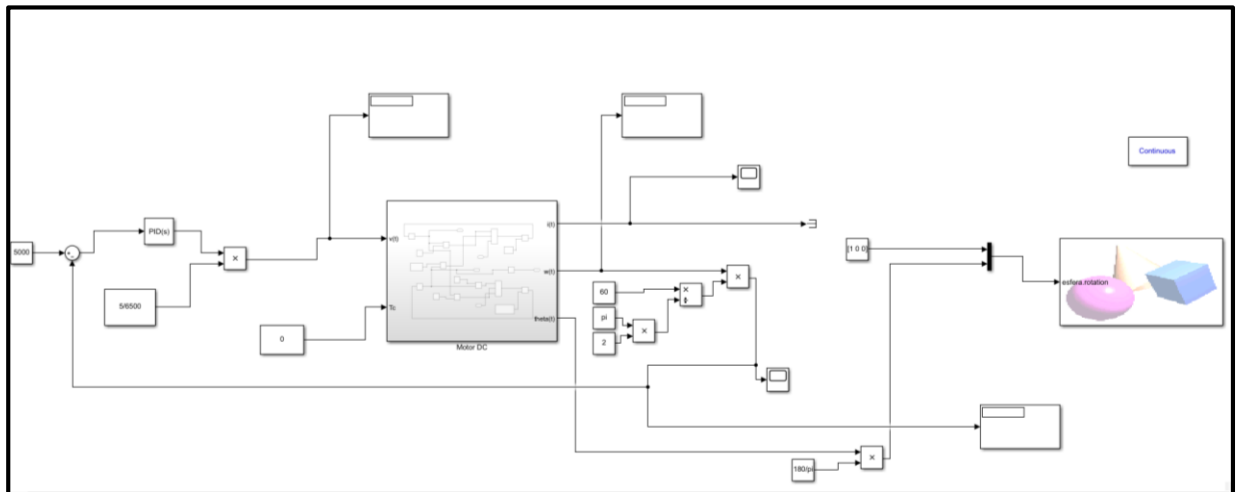 Continuous
PID(s)
5000
v(t)
i(t)
[1 0 0]
w(t)
esfera.rotation
60
5/6500
pi
Tc
theta(t)
0
2
Motor DC
180/pi